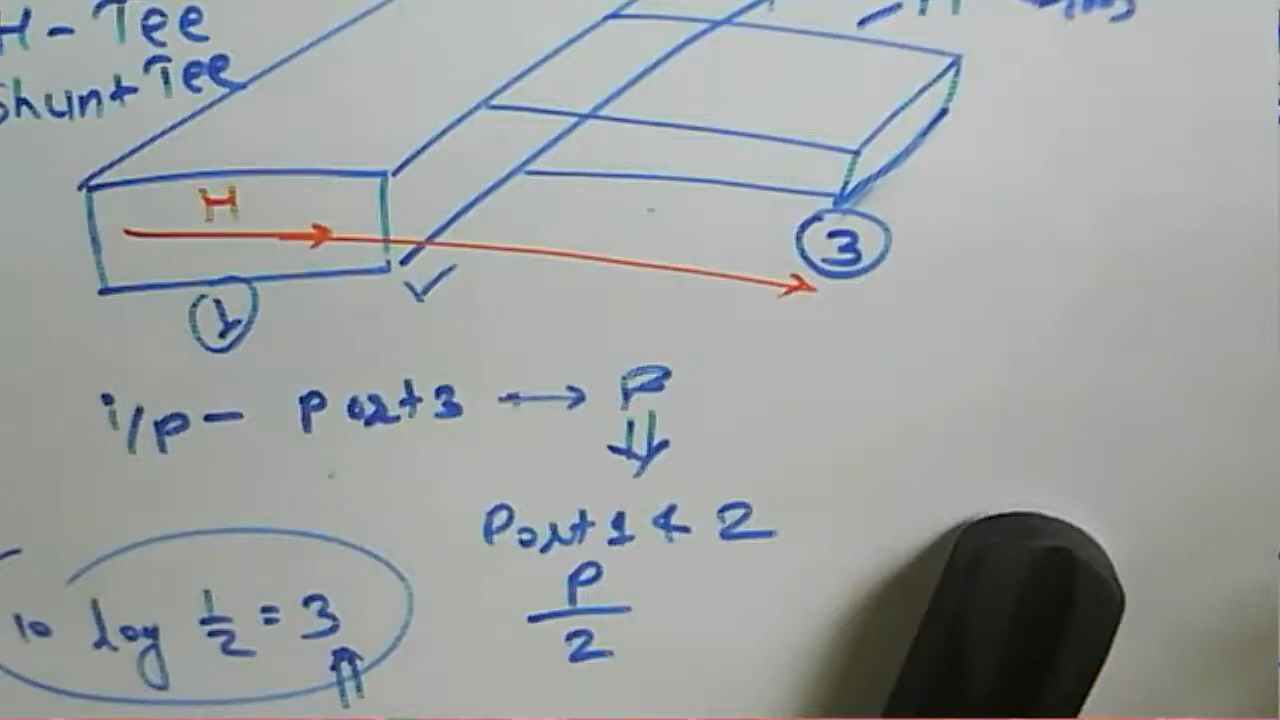 H-Tee
Shunt Tee
H
3
1
i/p - Port 3 → P
⇓
Port 1 & 2
P/2
10 log 1/2 = 3
⇑